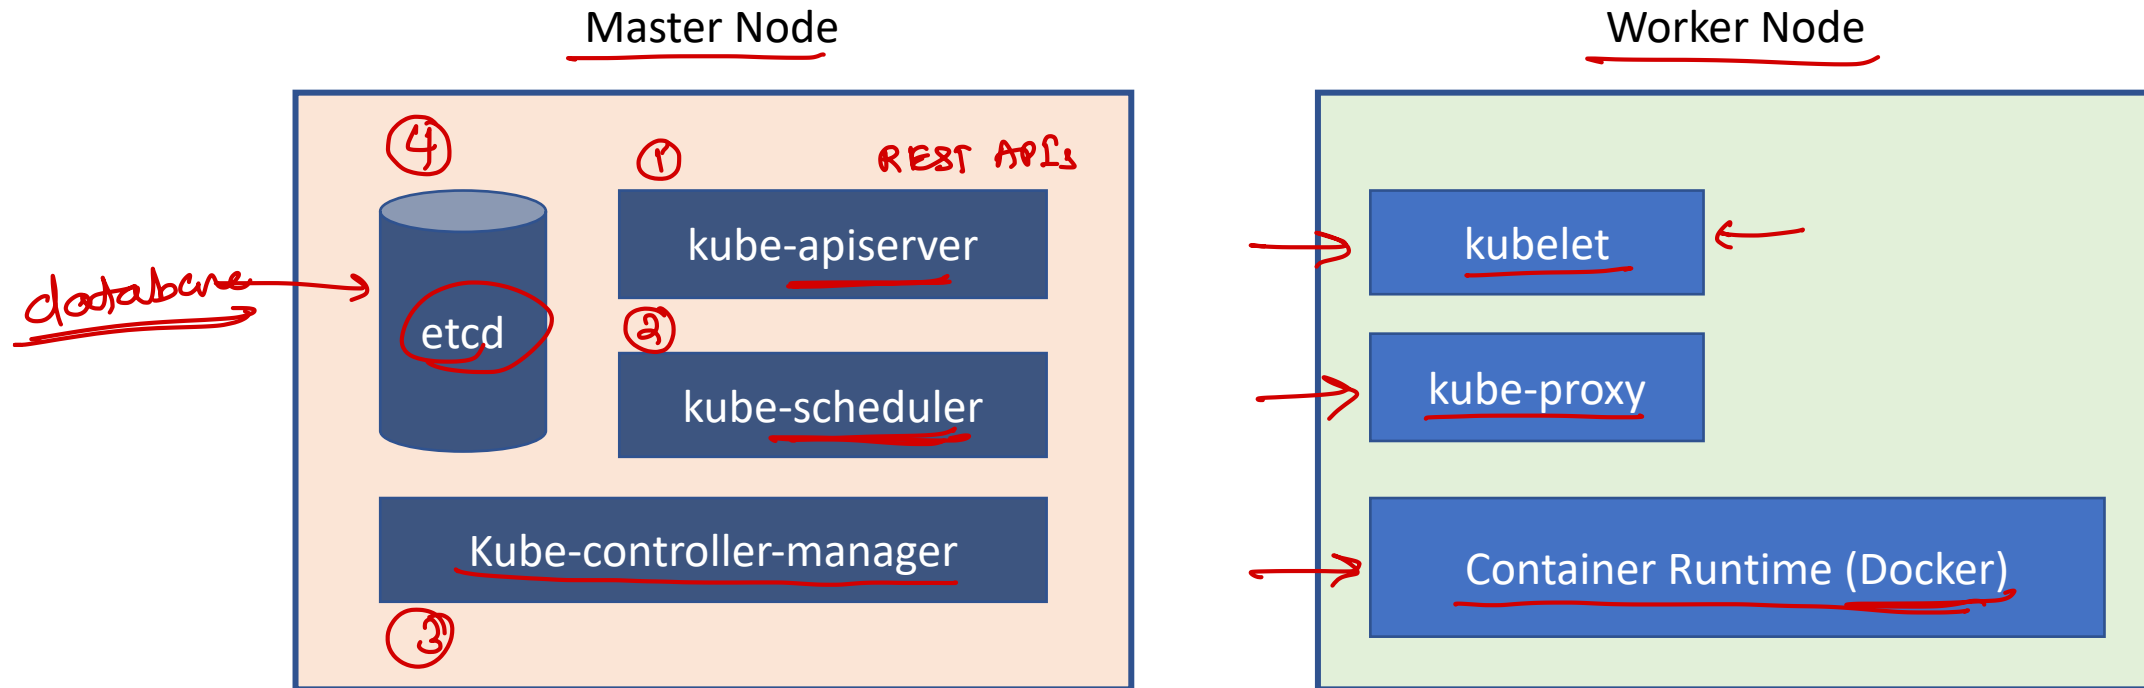 Master Node
Worker Node
4
1
REST APIs
kube-apiserver
kubelet
database
etcd
2
kube-scheduler
kube-proxy
Kube-controller-manager
Container Runtime (Docker)
3